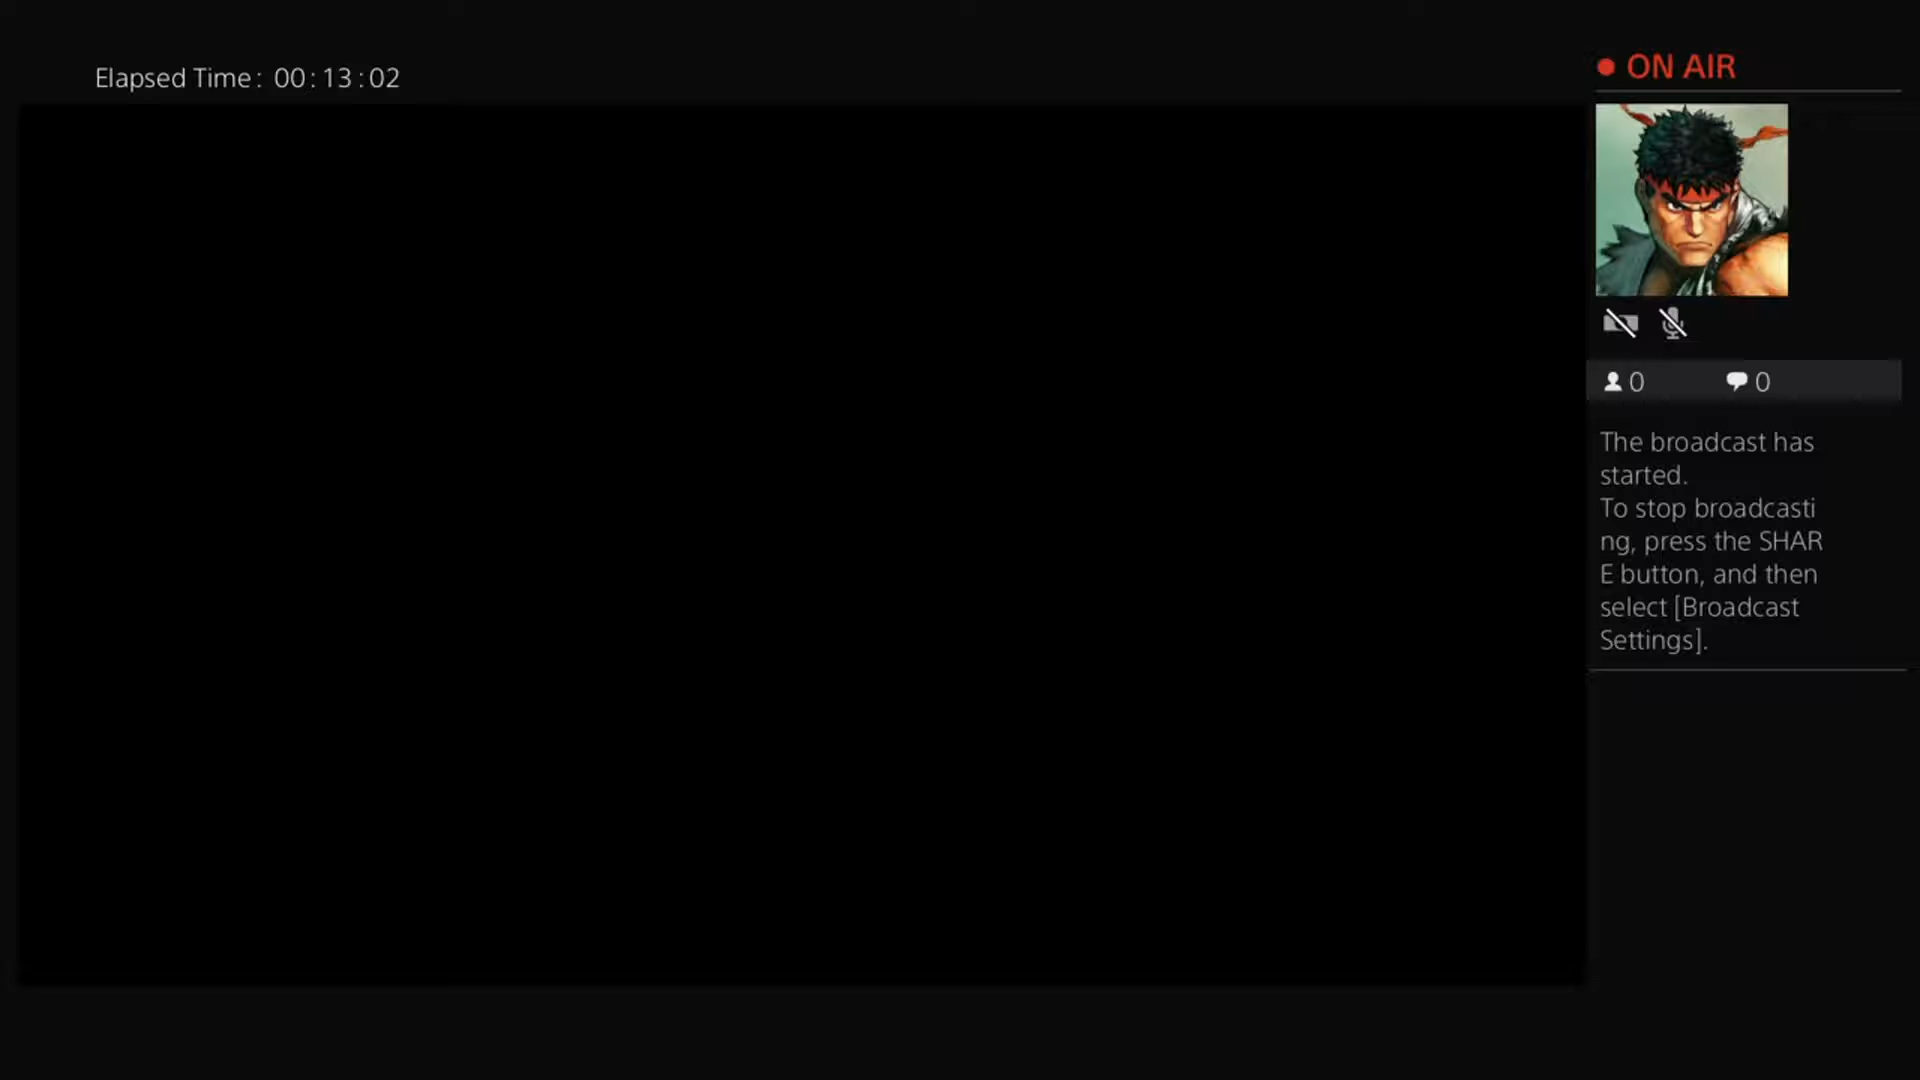 Elapsed Time: 00:13:02
ON AIR
0 0
The broadcast has
started.
To stop broadcasti
ng, press the SHAR
E button, and then
select [Broadcast
Settings].